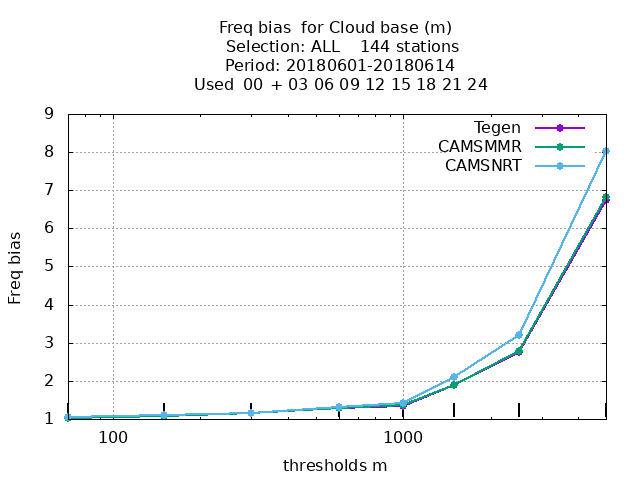 Freq bias  for Cloud base (m)
Selection: ALL    144 stations
Period: 20180601-20180614
Used  00 + 03 06 09 12 15 18 21 24
Tegen
CAMSMMR
CAMSNRT
9
8
7
6
5
4
3
2
1
Freq bias
100
1000
thresholds m